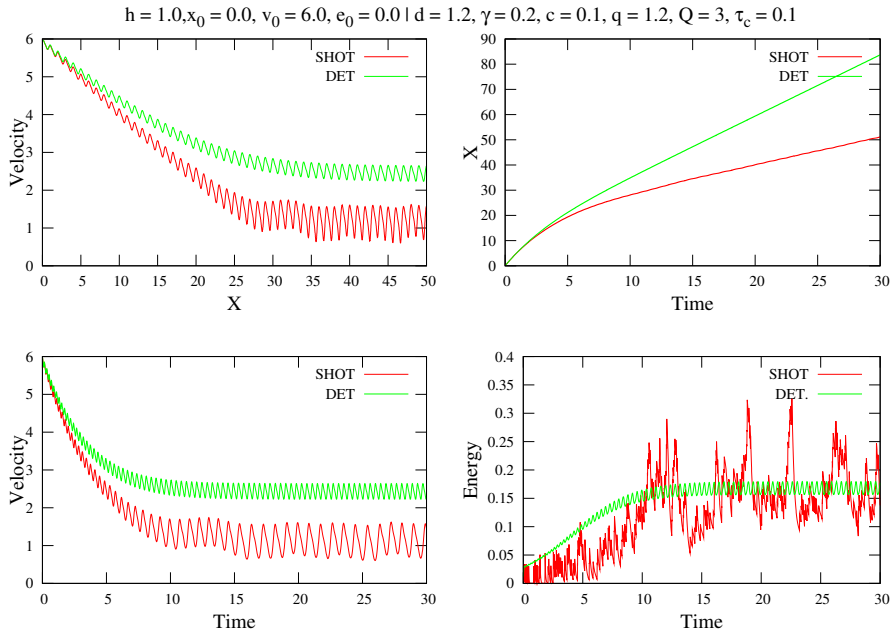 h = 1.0,x_0 = 0.0, v_0 = 6.0, e_0 = 0.0 | d = 1.2, γ = 0.2, c = 0.1, q = 1.2, Q = 3, τ_c = 0.1
6
5
4
3
2
1
0
Velocity
SHOT
DET
0 5 10 15 20 25 30 35 40 45 50
X
90
80
70
60
50
40
30
20
10
0
X
SHOT
DET
0 5 10 15 20 25 30
Time
6
5
4
3
2
1
0
Velocity
SHOT
DET
0 5 10 15 20 25 30
Time
0.4
0.35
0.3
0.25
0.2
0.15
0.1
0.05
0
Energy
SHOT
DET.
0 5 10 15 20 25 30
Time